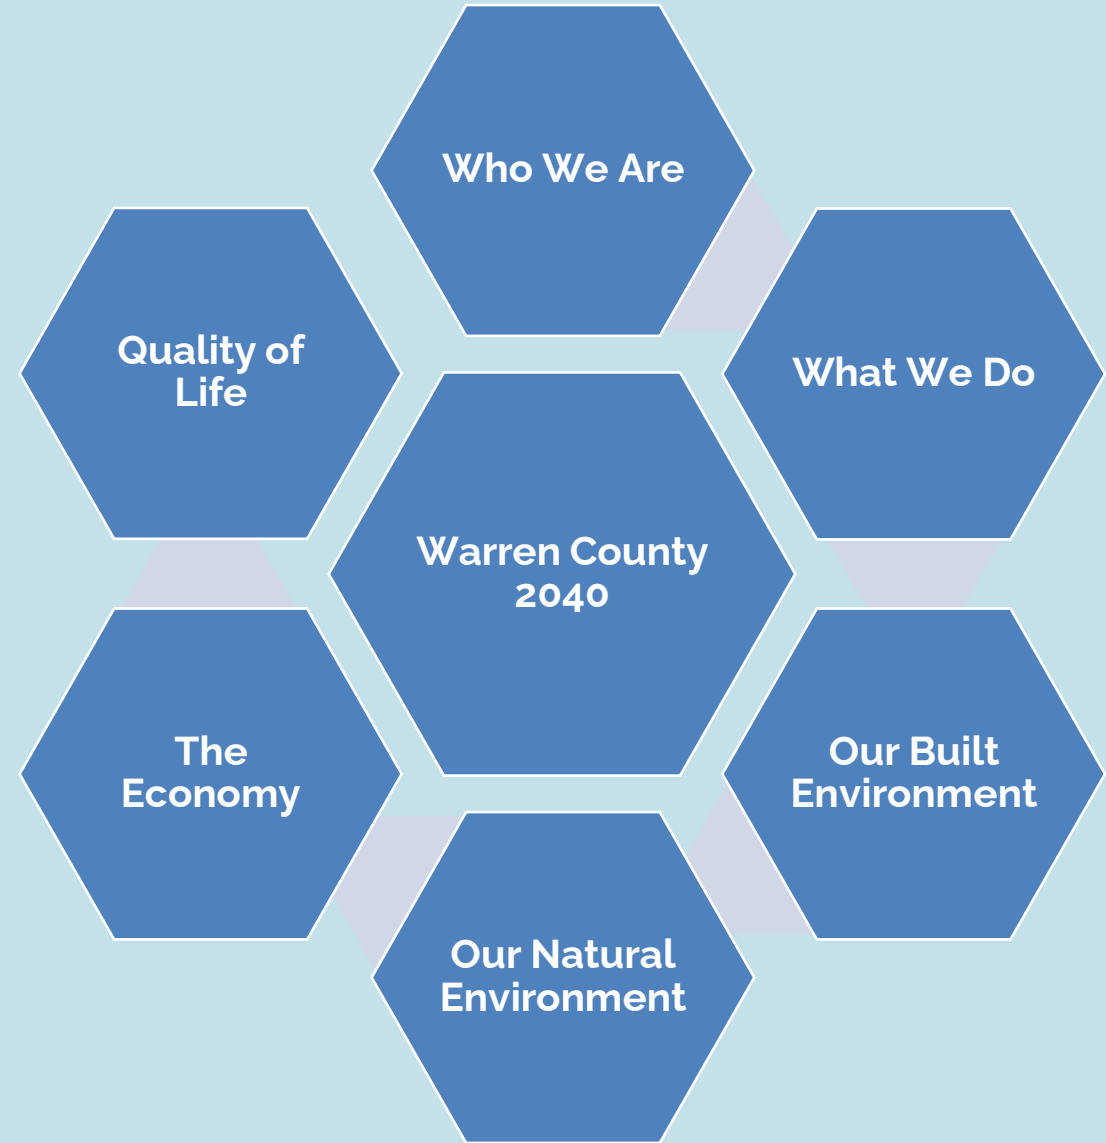 Who We Are
What We Do
Quality of
Life
Warren County
2040
Our Built
Environment
The
Economy
Our Natural
Environment